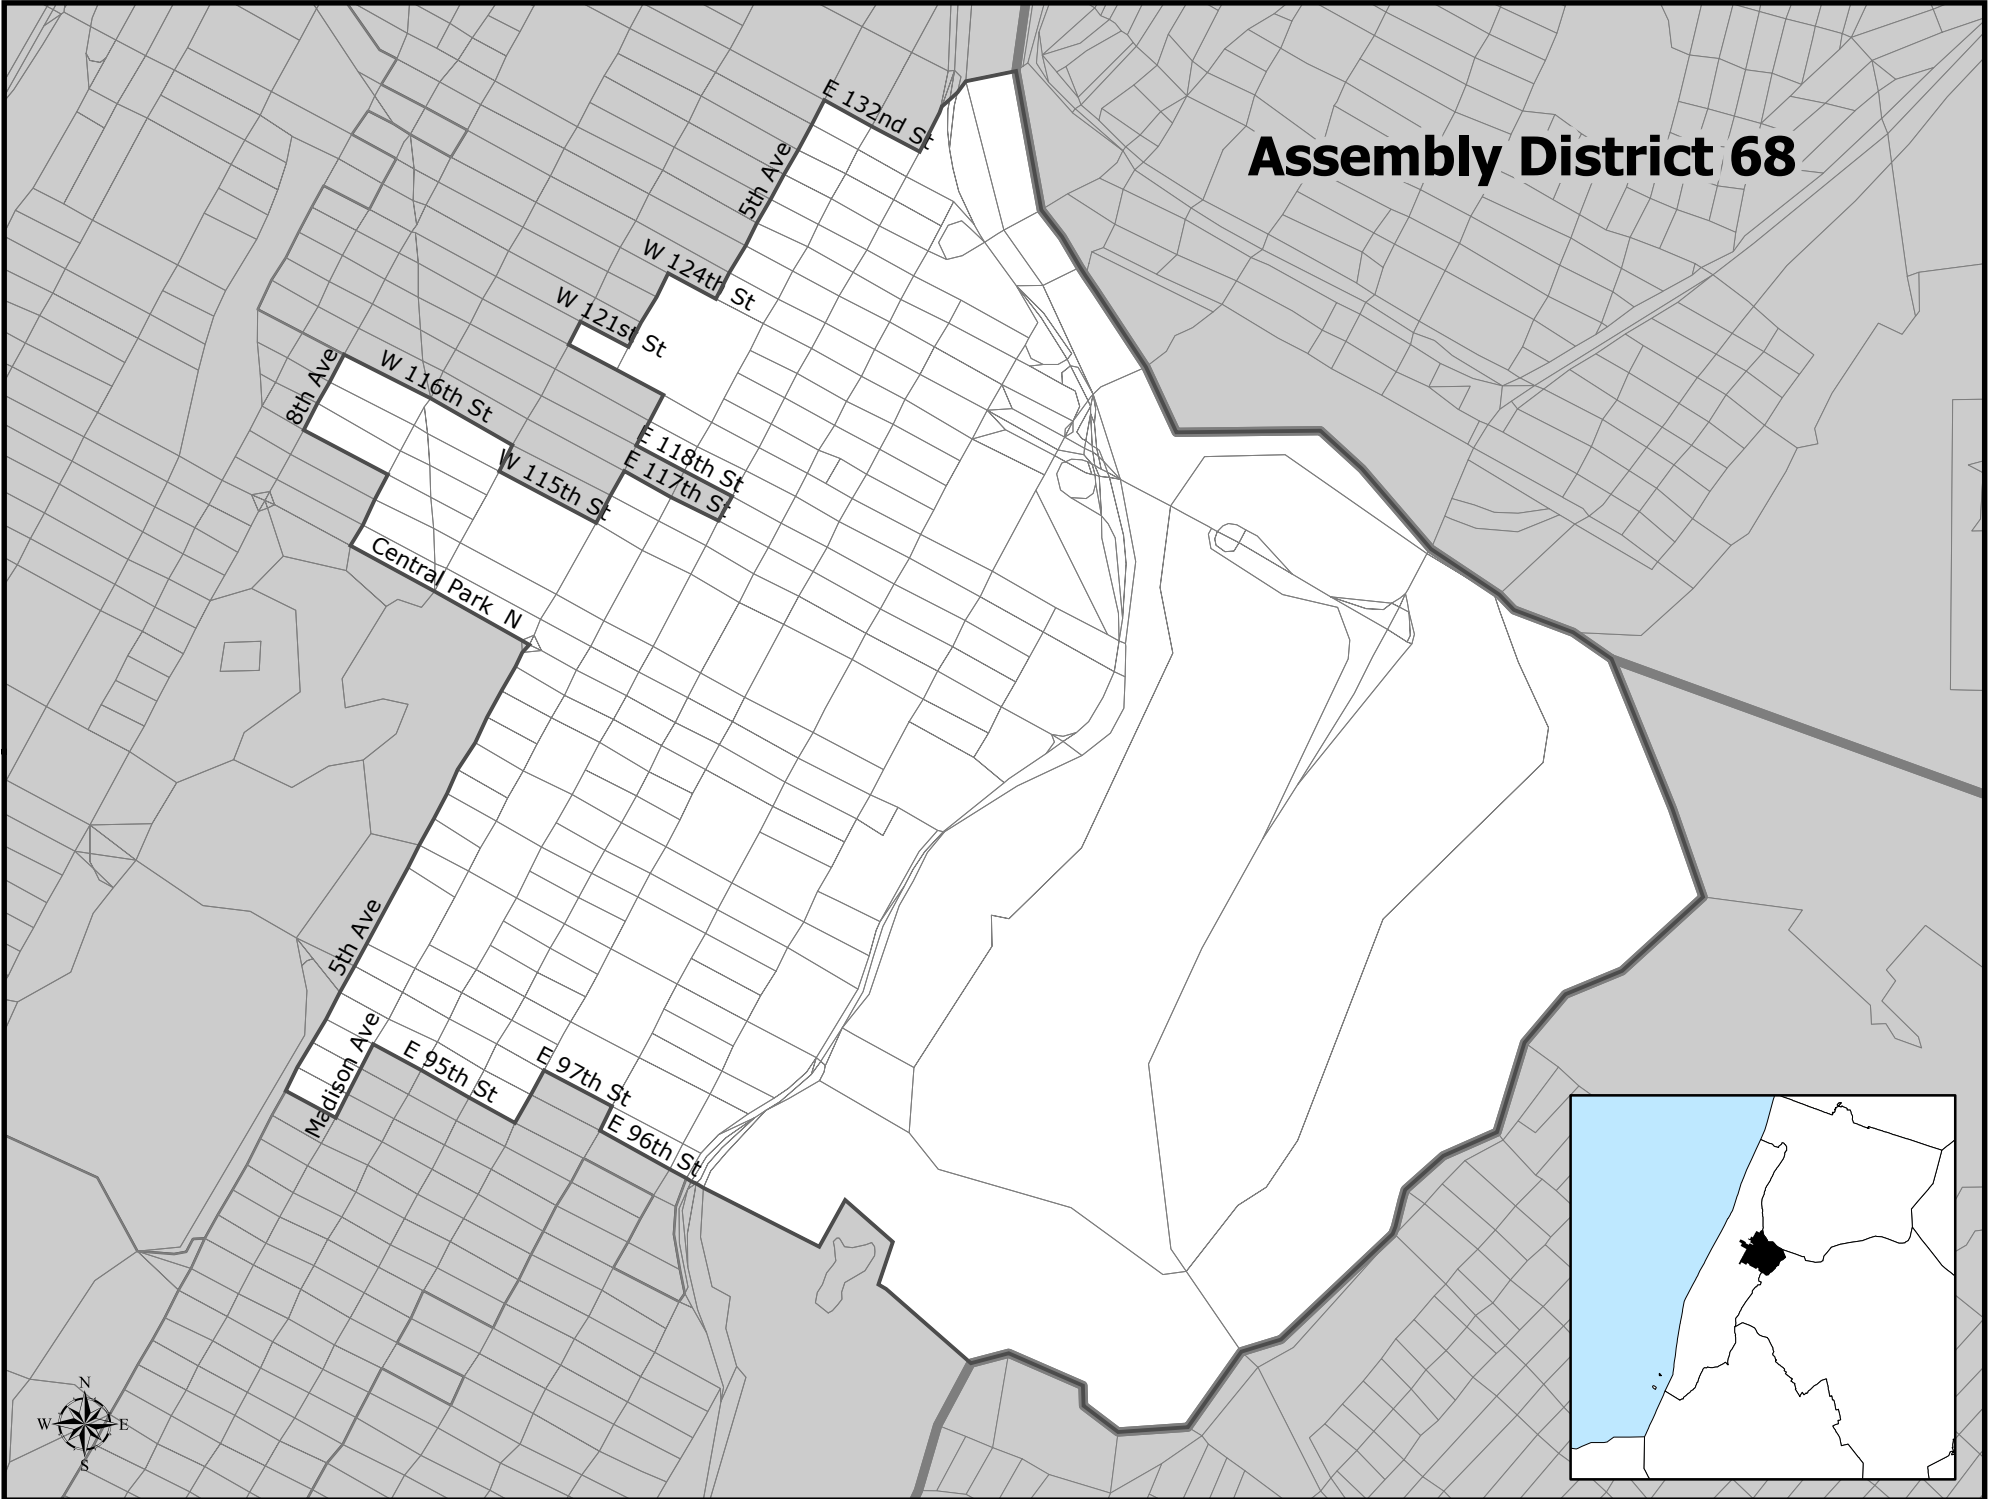 E 132nd St
Assembly District 68
5th Ave
W 124th St
W 121st St
8th Ave
W 116th St
E 118th St
E 117th St
W 115th St
Central Park N
5th Ave
Madison Ave
E 95th St
E 97th St
E 96th St
N
W E
S